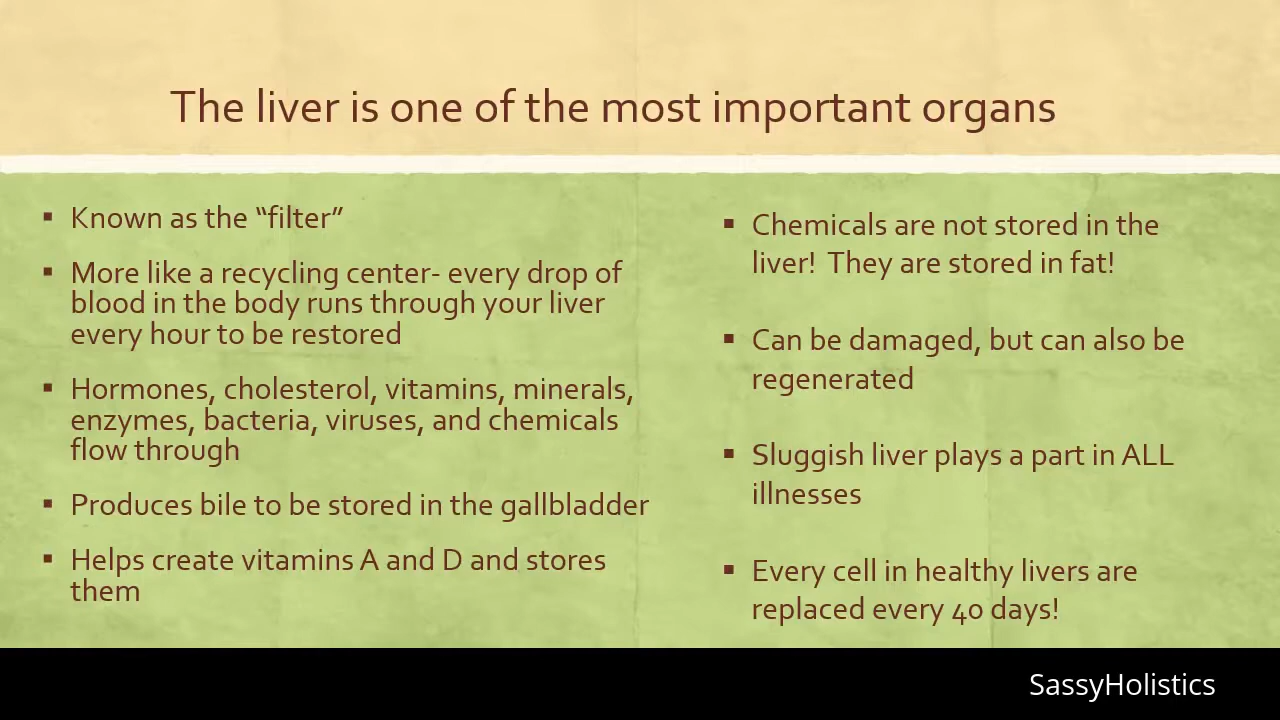 The liver is one of the most important organs
▪ Known as the “filter”
▪ More like a recycling center- every drop of
blood in the body runs through your liver
every hour to be restored
▪ Hormones, cholesterol, vitamins, minerals,
enzymes, bacteria, viruses, and chemicals
flow through
▪ Produces bile to be stored in the gallbladder
▪ Helps create vitamins A and D and stores
them
▪ Chemicals are not stored in the
liver! They are stored in fat!
▪ Can be damaged, but can also be
regenerated
▪ Sluggish liver plays a part in ALL
illnesses
▪ Every cell in healthy livers are
replaced every 40 days!
SassyHolistics